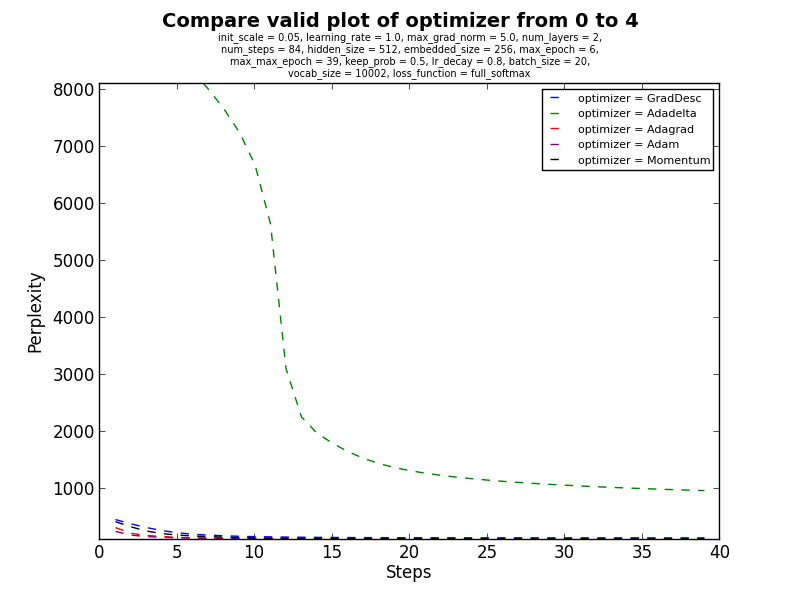 Compare valid plot of optimizer from 0 to 4
init_scale = 0.05, learning_rate = 1.0, max_grad_norm = 5.0, num_layers = 2,
num_steps = 84, hidden_size = 512, embedded_size = 256, max_epoch = 6,
max_max_epoch = 39, keep_prob = 0.5, lr_decay = 0.8, batch_size = 20,
vocab_size = 10002, loss_function = full_softmax
optimizer = GradDesc
optimizer = Adadelta
optimizer = Adagrad
optimizer = Adam
optimizer = Momentum
Perplexity
8000
7000
6000
5000
4000
3000
2000
1000
0 5 10 15 20 25 30 35 40
Steps